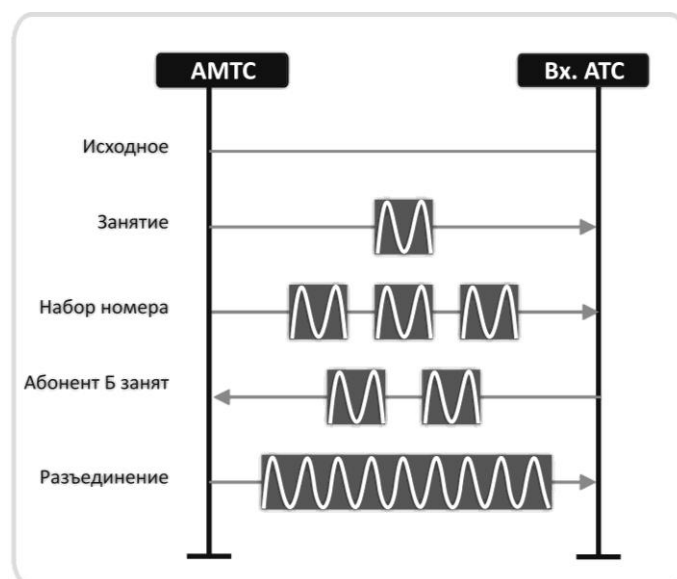 АМТС
Вх. АТС
Исходное
Занятие
Набор номера
Абонент Б занят
Разъединение